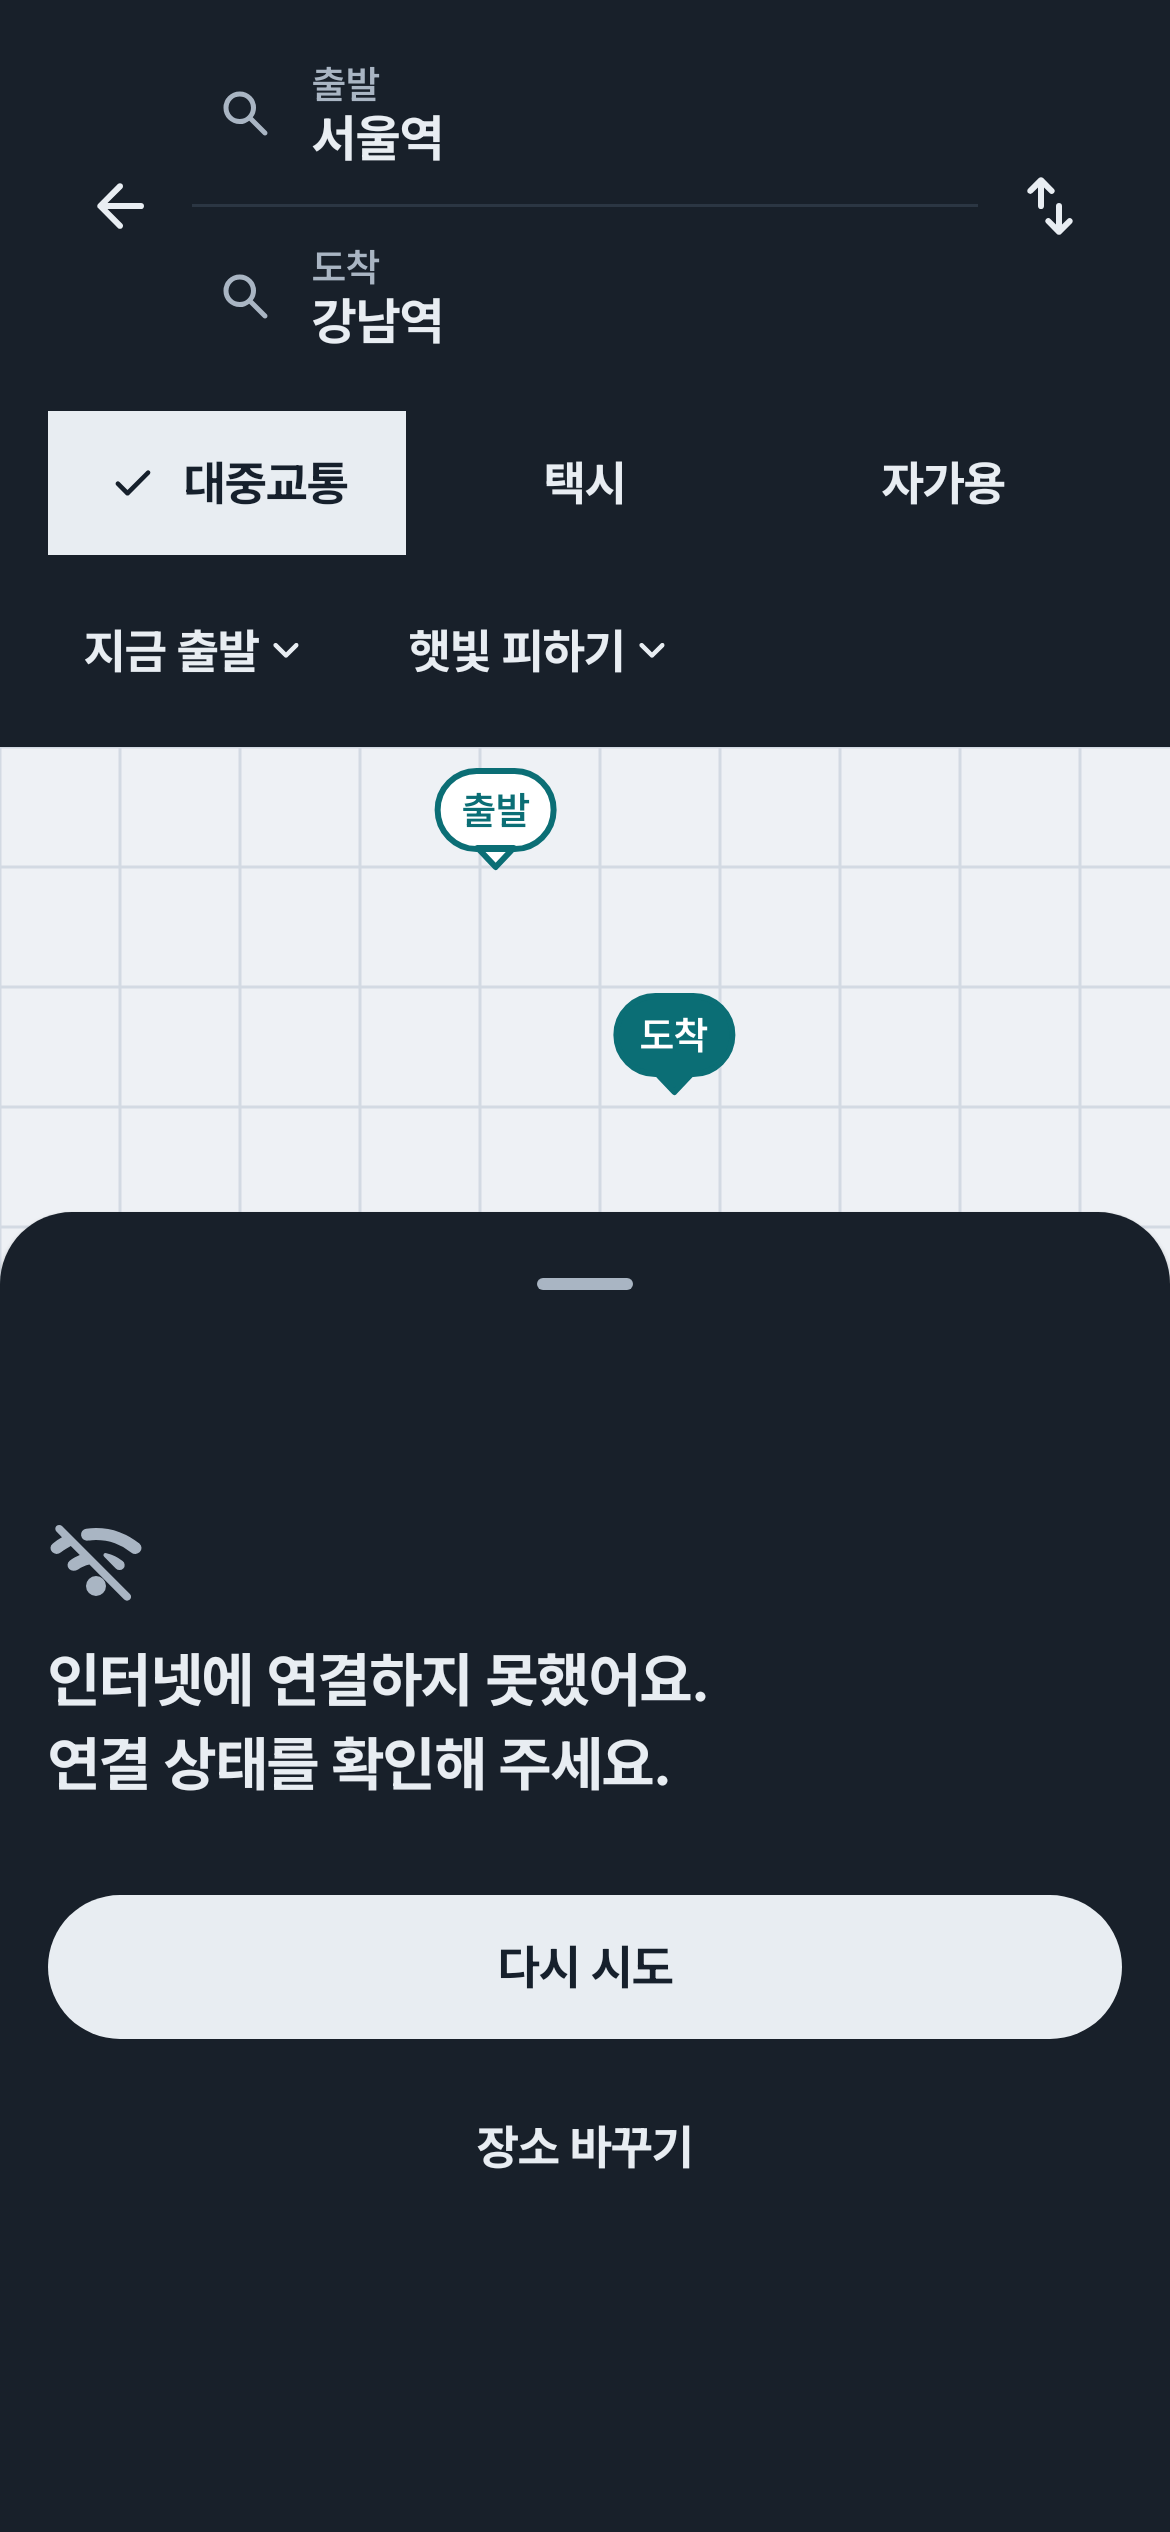 출발
서울역
도착
강남역
대중교통 택시 자가용
지금 출발 햇빛 피하기
출발
도착
인터넷에 연결하지 못했어요.
연결 상태를 확인해 주세요.
다시 시도
장소 바꾸기